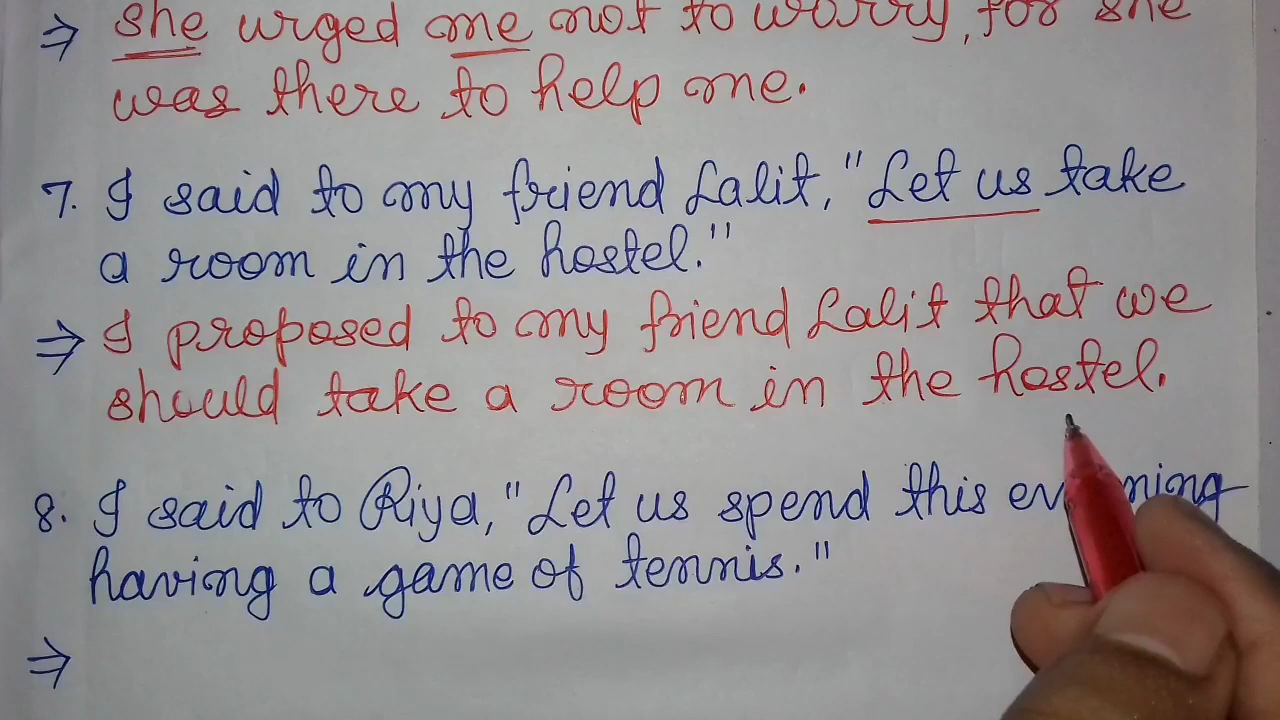 ⇒ she urged me not to worry, for she
was there to help me.
7. I said to my friend Lalit, "Let us take
a room in the hostel."
⇒ I proposed to my friend Lalit that we
should take a room in the hostel.
8. I said to Riya, "Let us spend this evening
having a game of tennis."
⇒